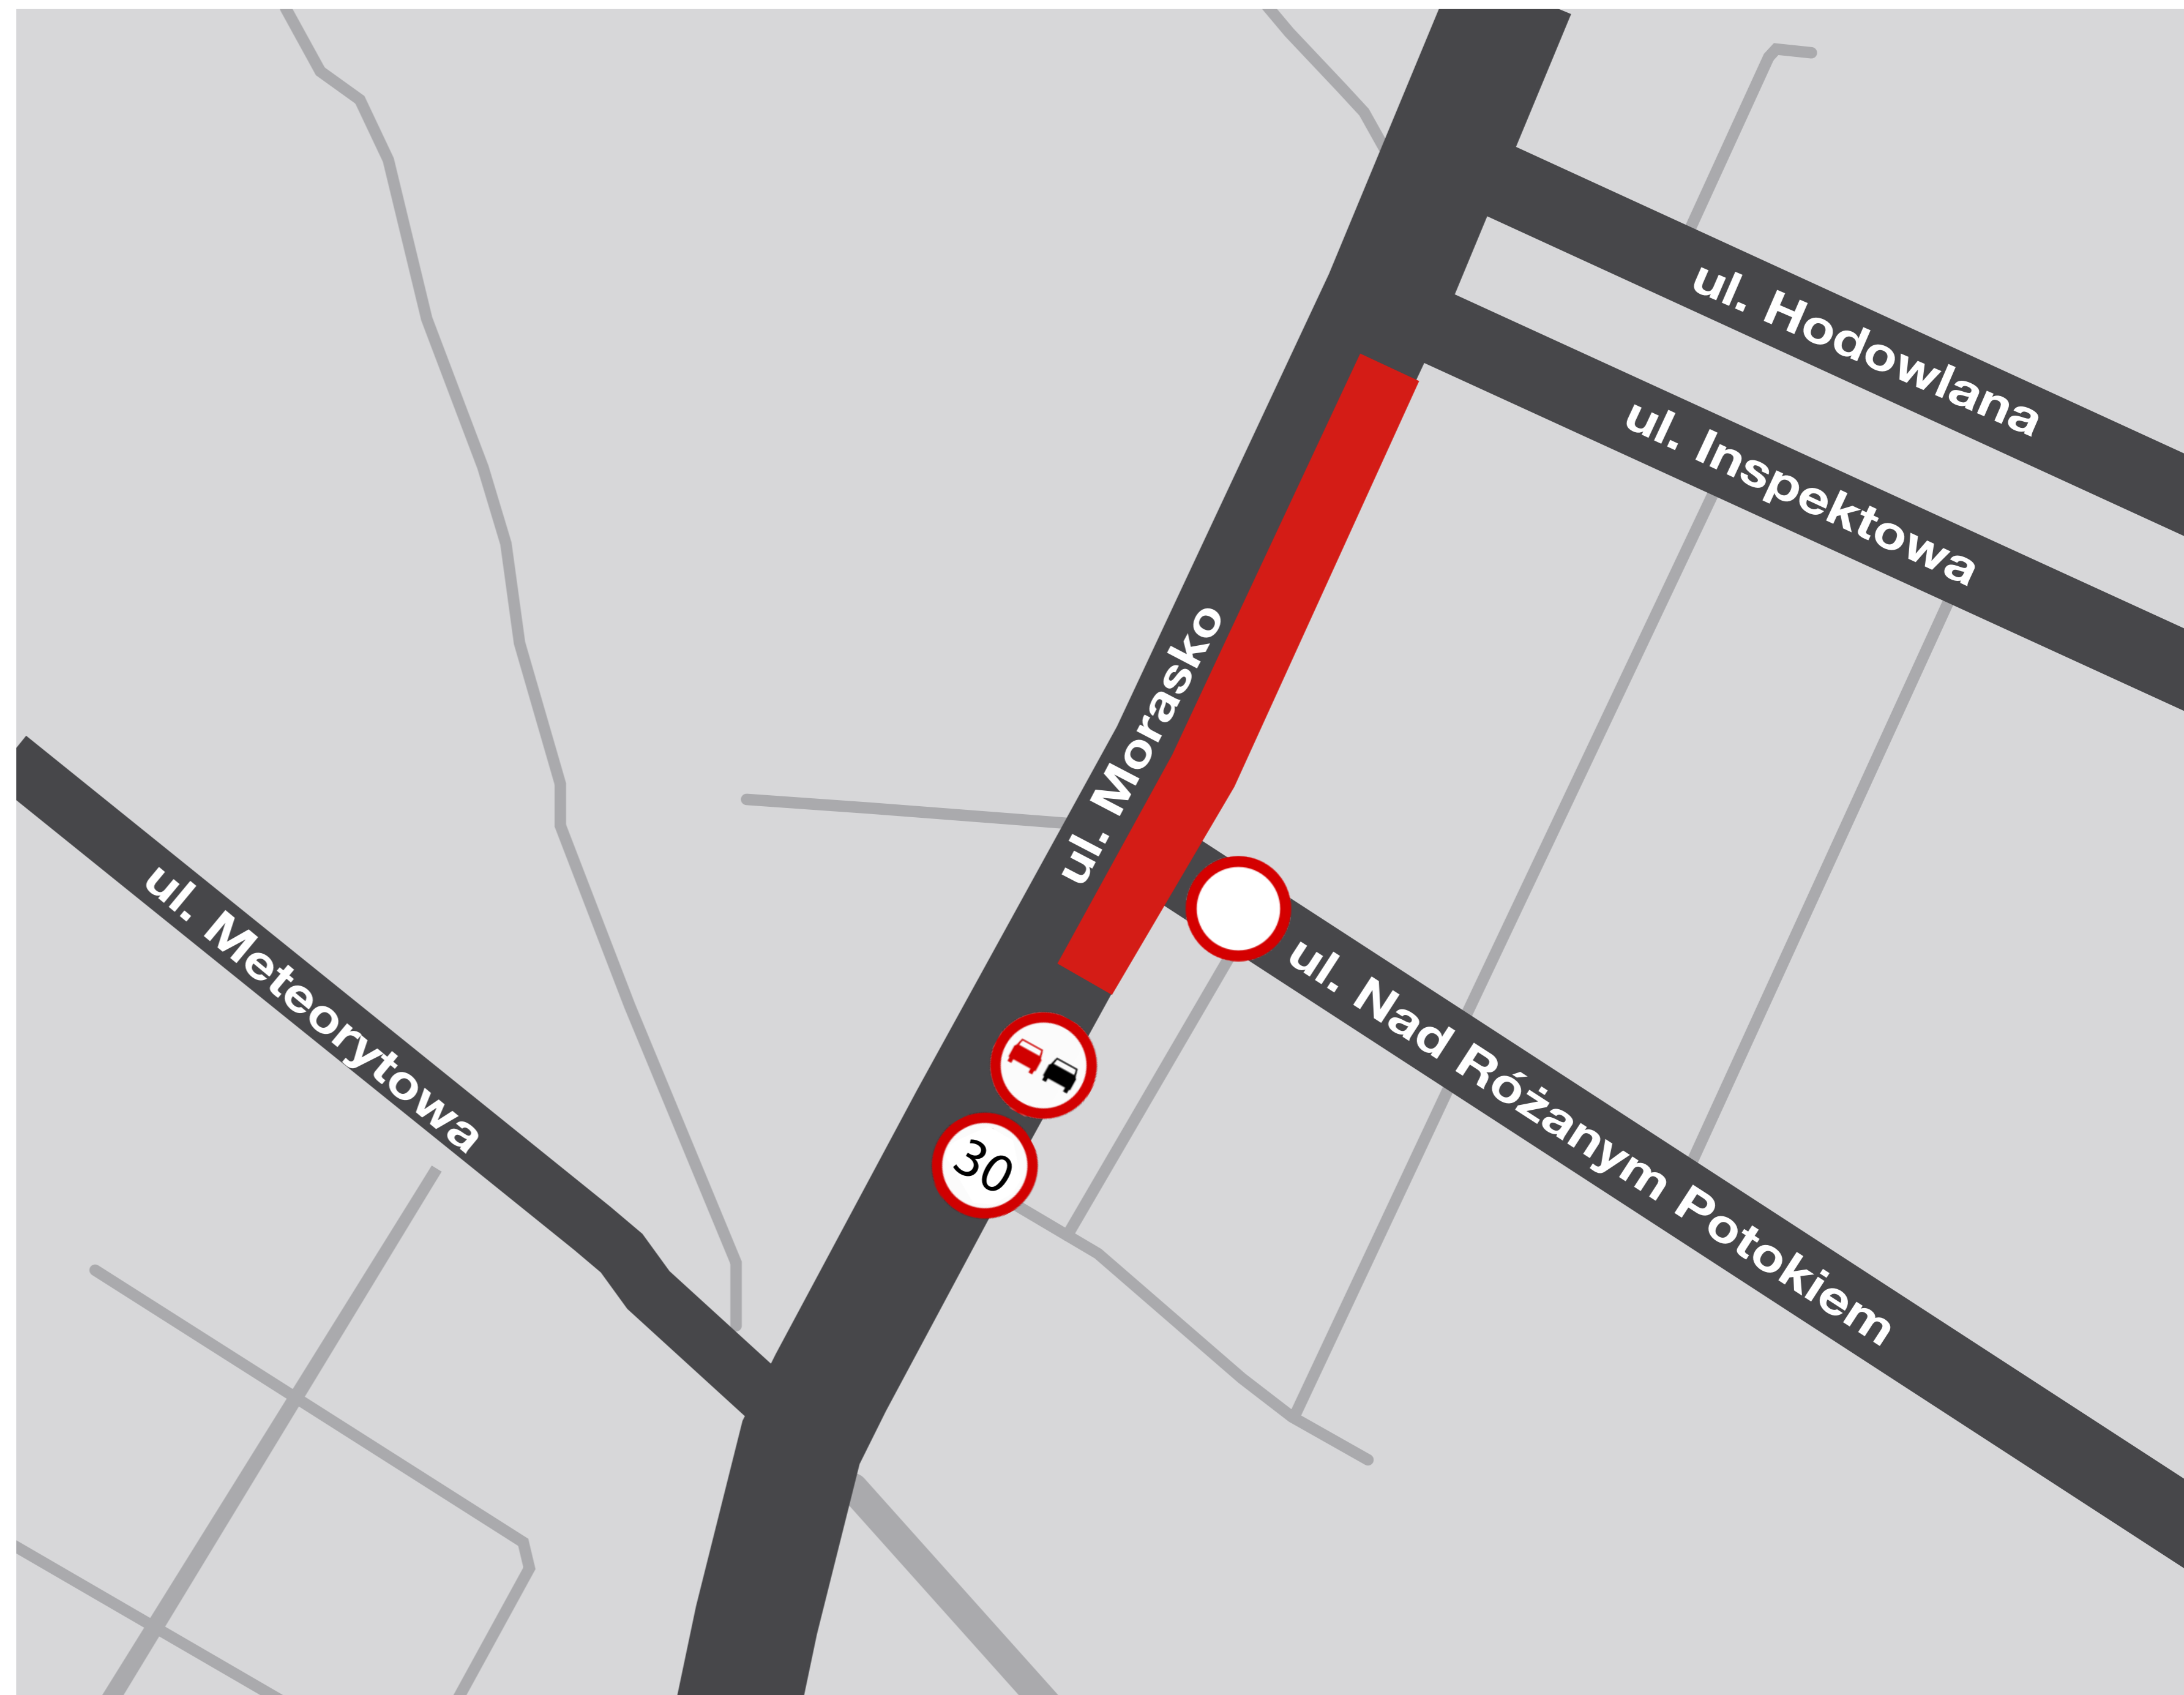 ul. Hodowlana
ul. Inspektowa
ul. Morasko
ul. Meteorytowa
ul. Nad Różanym Potokiem
30